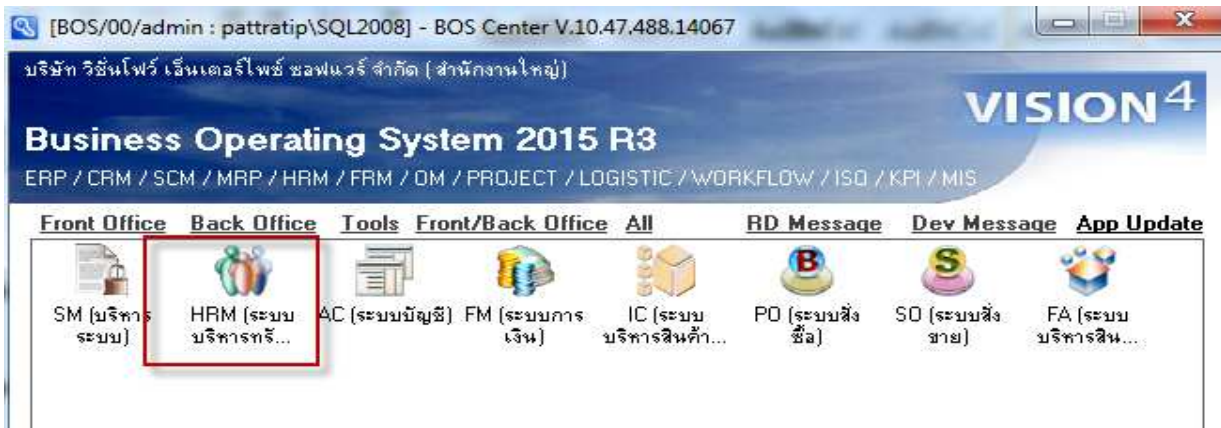 [BOS/00/admin : pattratip\SQL2008] - BOS Center V.10.47.488.14067
บริษัท วิชั่นโฟว์ เอ็นเตอร์ไพซ์ ซอฟแวร์ จำกัด (สำนักงานใหญ่)
VISION4
Business Operating System 2015 R3
ERP / CRM / SCM / MRP / HRM / FRM / OM / PROJECT / LOGISTIC / WORKFLOW / ISO / KPI / MIS
Front Office Back Office Tools Front/Back Office All RD Message Dev Message App Update
SM (บริหาร HRM (ระบบ AC (ระบบบัญชี) FM (ระบบการ IC (ระบบ PO (ระบบสั่ง SO (ระบบสั่ง FA (ระบบ
ระบบ) บริหารทรั... เงิน) บริหารสินค้า... ซื้อ) ขาย) บริหารสิน...